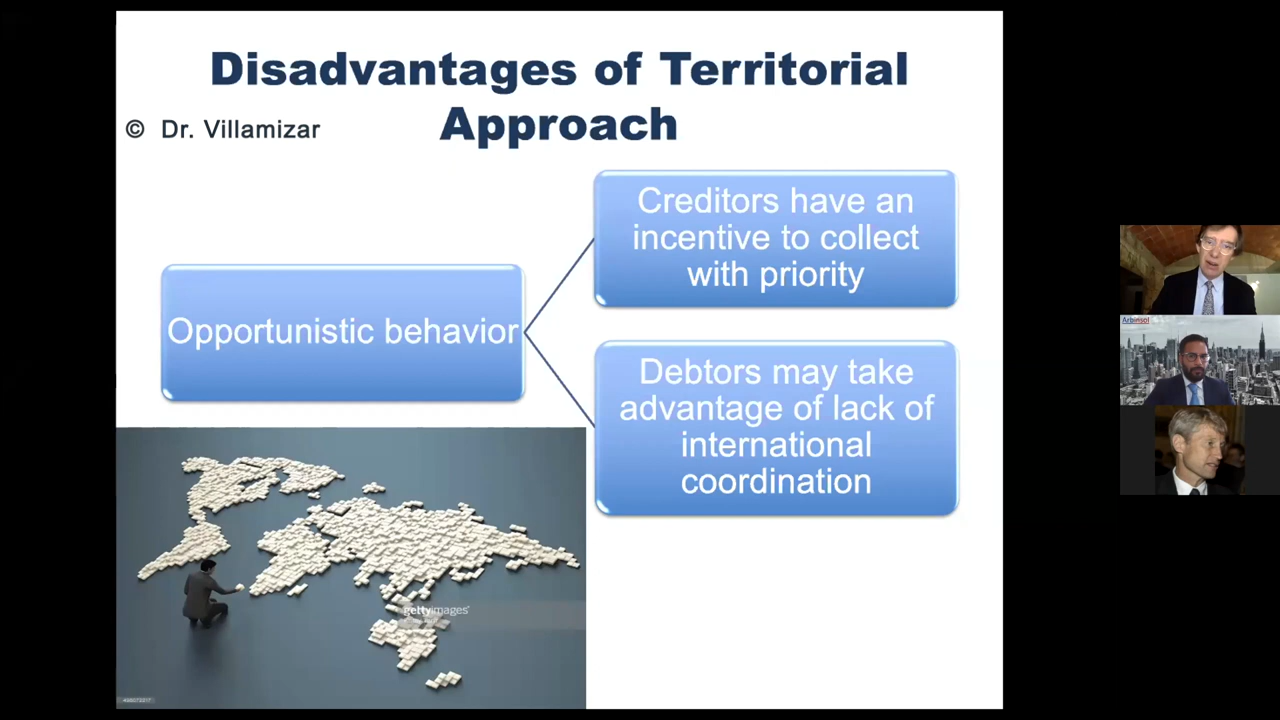 Disadvantages of Territorial
Approach
© Dr. Villamizar
Creditors have an
incentive to collect
with priority
Opportunistic behavior
Debtors may take
advantage of lack of
international
coordination
gettyimages
Arbinsol